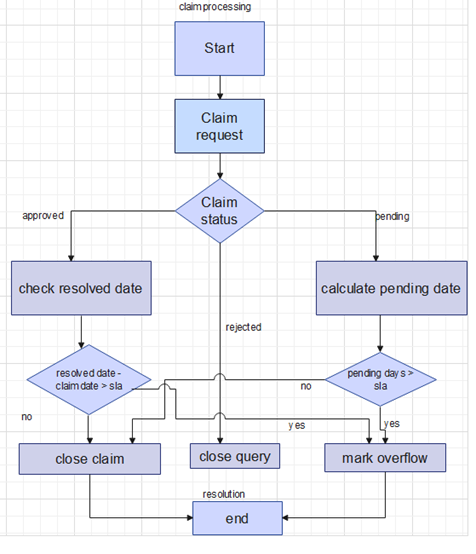 claim processing
Start
Claim
request
Claim
status
approved
pending
check resolved date
calculate pending date
rejected
resolved date -
claim date > sla
pending days >
sla
no
no
yes
yes
close claim
close query
mark overflow
resolution
end